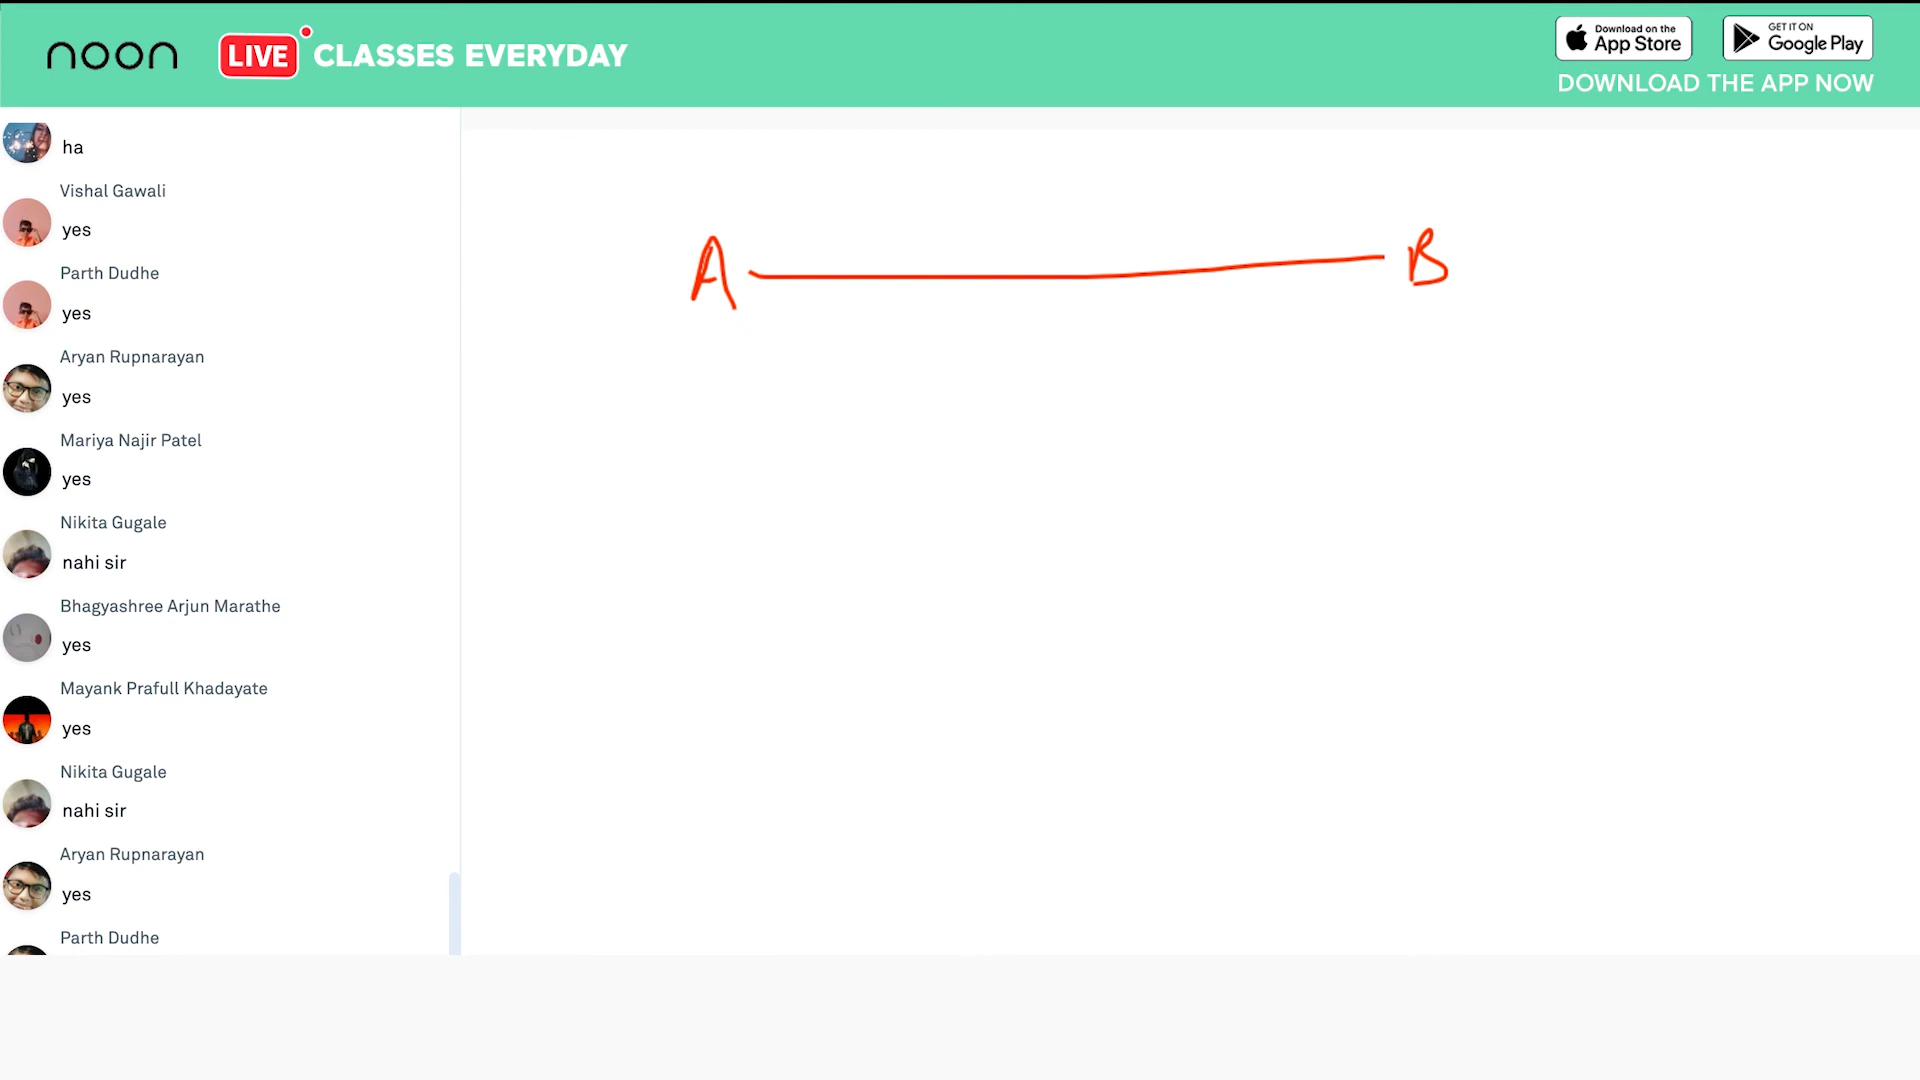 noon LIVE CLASSES EVERYDAY
Download on the
App Store
GET IT ON
Google Play
DOWNLOAD THE APP NOW
ha
Vishal Gawali
yes
Parth Dudhe
yes
Aryan Rupnarayan
yes
Mariya Najir Patel
yes
Nikita Gugale
nahi sir
Bhagyashree Arjun Marathe
yes
Mayank Prafull Khadayate
yes
Nikita Gugale
nahi sir
Aryan Rupnarayan
yes
Parth Dudhe
A B